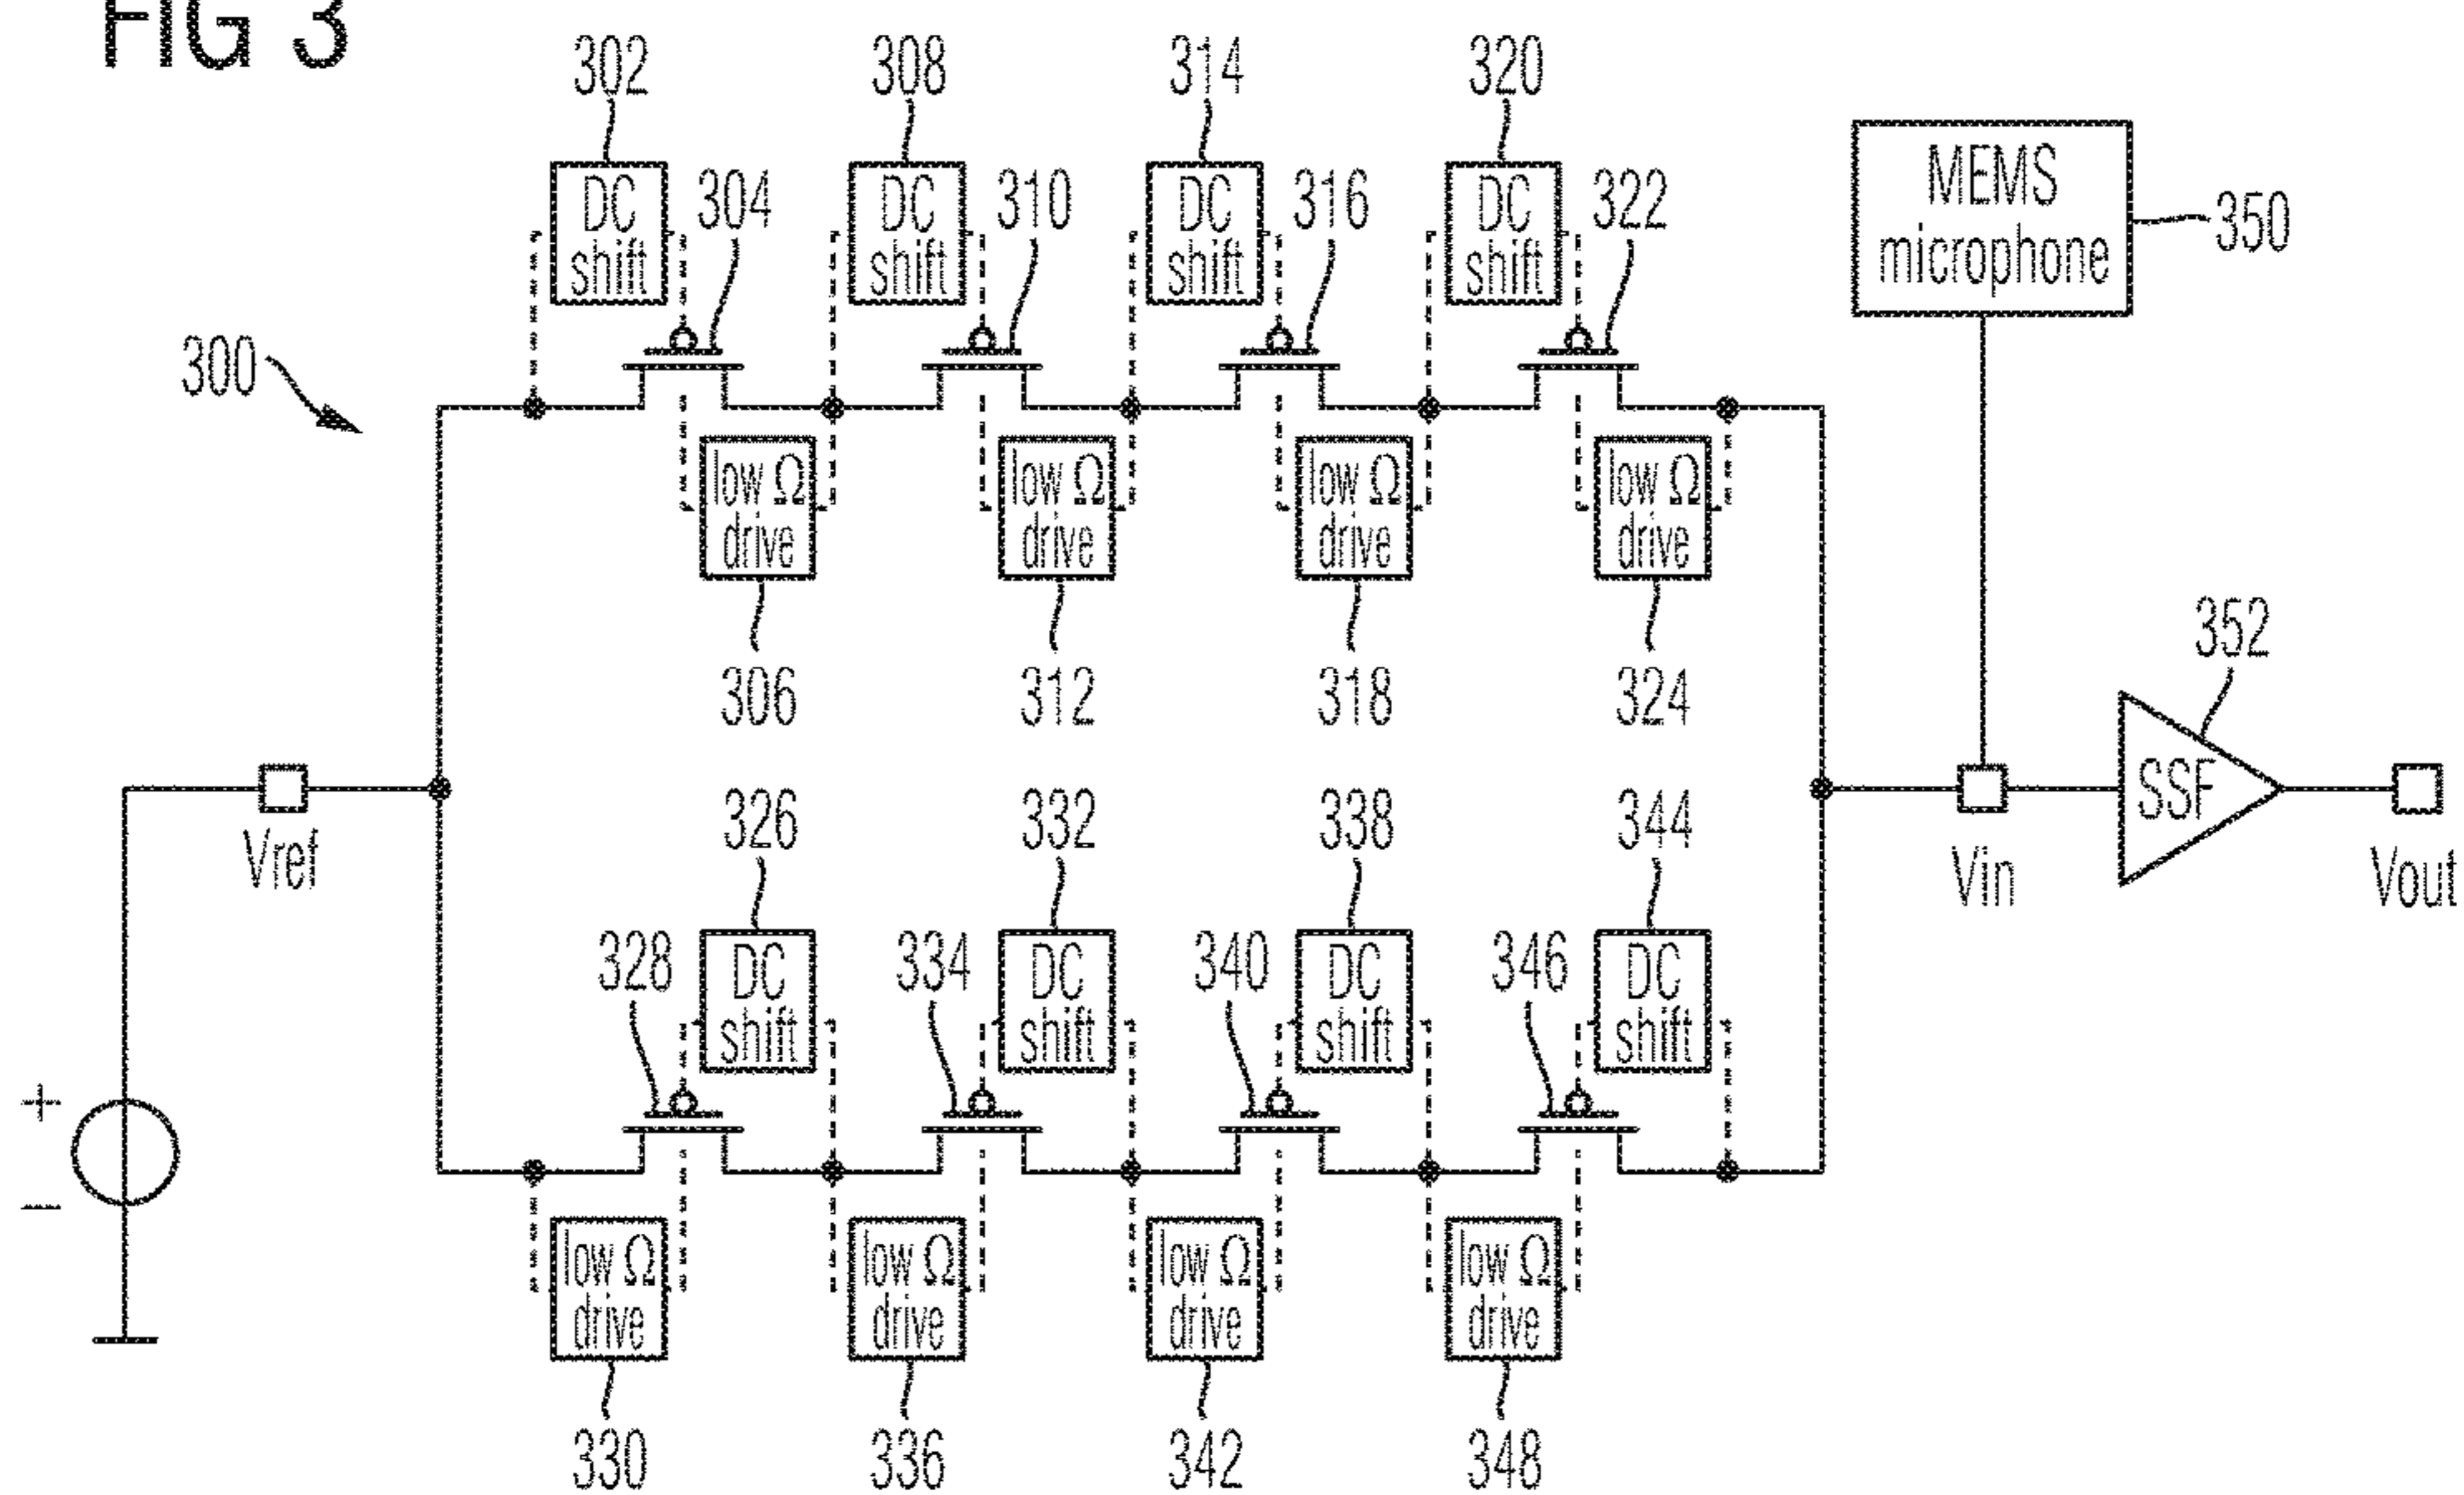 FIG 3
302 308 314 320
DC shift
304
DC shift
310
DC shift
316
DC shift
322
MEMS microphone
350
300
low Ω drive
low Ω drive
low Ω drive
low Ω drive
306 312 318 324
352
Vref
326 332 338 344
Vin
SSF
Vout
328
DC shift
334
DC shift
340
DC shift
346
DC shift
+
−
low Ω drive
low Ω drive
low Ω drive
low Ω drive
330 336 342 348